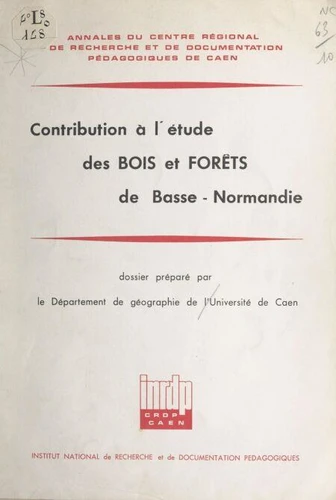 ANNALES DU CENTRE RÉGIONAL
DE RECHERCHE ET DE DOCUMENTATION
PÉDAGOGIQUES DE CAEN
Contribution à l'étude
des BOIS et FORÊTS
de Basse - Normandie
dossier préparé par
le Département de géographie de l'Université de Caen
inrdp
CRDP
CAEN
INSTITUT NATIONAL de RECHERCHE et de DOCUMENTATION PEDAGOGIQUES